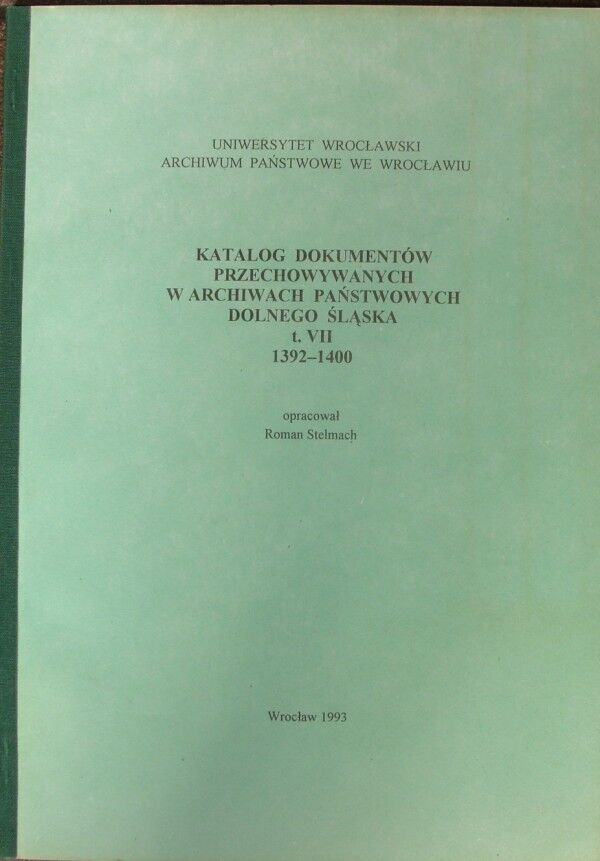 UNIWERSYTET WROCŁAWSKI
ARCHIWUM PAŃSTWOWE WE WROCŁAWIU
KATALOG DOKUMENTÓW
PRZECHOWYWANYCH
W ARCHIWACH PAŃSTWOWYCH
DOLNEGO ŚLĄSKA
t. VII
1392–1400
opracował
Roman Stelmach
Wrocław 1993